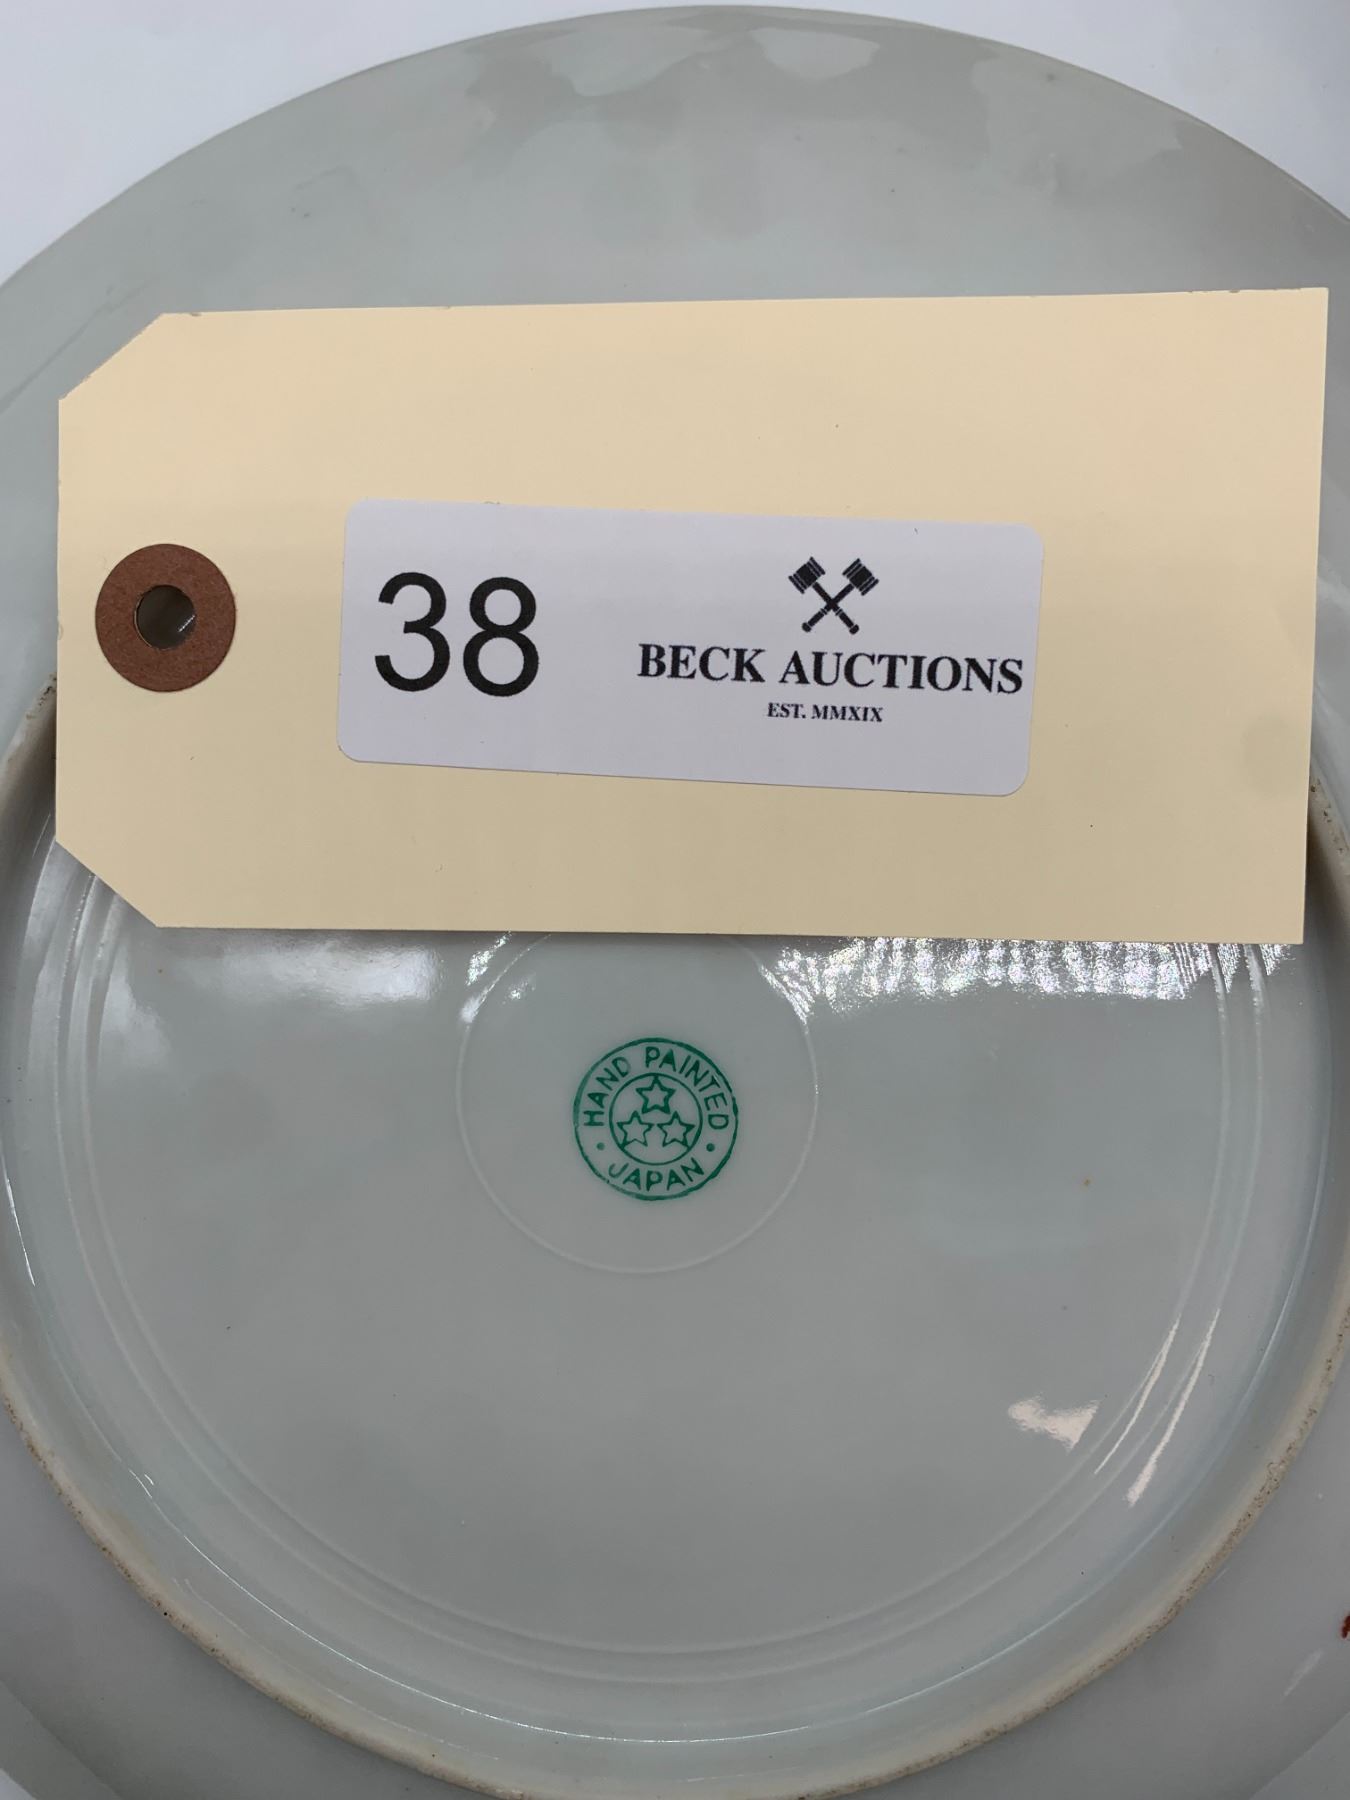 38
BECK AUCTIONS
EST. MMXIX
HAND PAINTED
· JAPAN ·